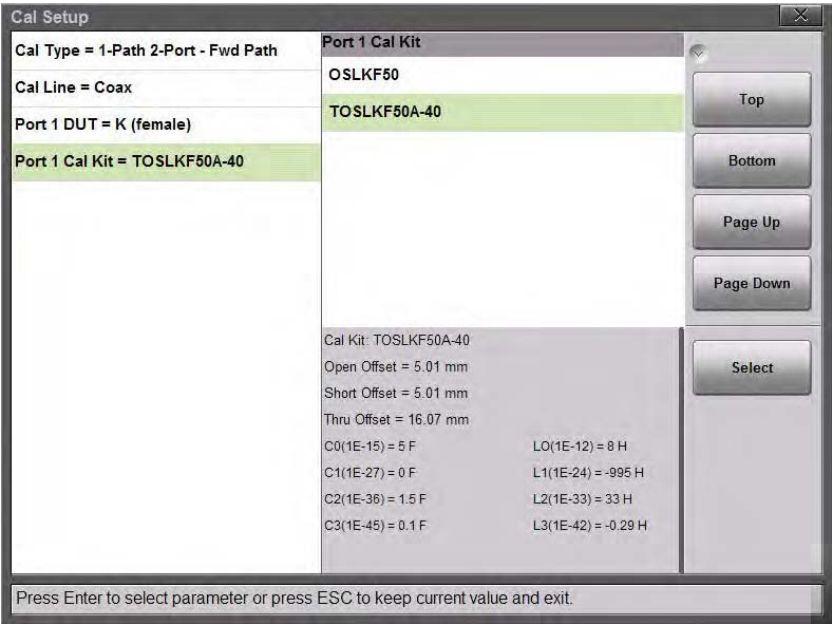 Cal Setup
Cal Type = 1-Path 2-Port - Fwd Path
Cal Line = Coax
Port 1 DUT = K (female)
Port 1 Cal Kit = TOSLKF50A-40
Port 1 Cal Kit
OSLKF50
TOSLKF50A-40
Cal Kit: TOSLKF50A-40
Open Offset = 5.01 mm
Short Offset = 5.01 mm
Thru Offset = 16.07 mm
C0(1E-15) = 5 F
LO(1E-12) = 8 H
C1(1E-27) = 0 F
L1(1E-24) = -995 H
C2(1E-36) = 1.5 F
L2(1E-33) = 33 H
C3(1E-45) = 0.1 F
L3(1E-42) = -0.29 H
Top
Bottom
Page Up
Page Down
Select
Press Enter to select parameter or press ESC to keep current value and exit.